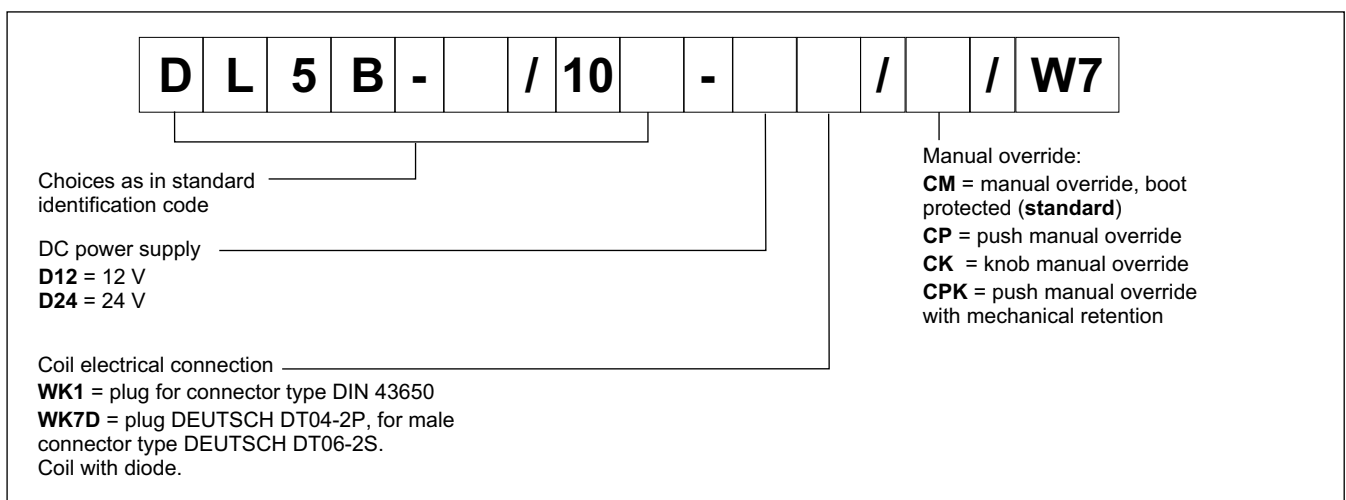 D L 5 B - / 10 - / / W7
Choices as in standard
identification code
DC power supply
D12 = 12 V
D24 = 24 V
Coil electrical connection
WK1 = plug for connector type DIN 43650
WK7D = plug DEUTSCH DT04-2P, for male
connector type DEUTSCH DT06-2S.
Coil with diode.
Manual override:
CM = manual override, boot
protected (standard)
CP = push manual override
CK = knob manual override
CPK = push manual override
with mechanical retention